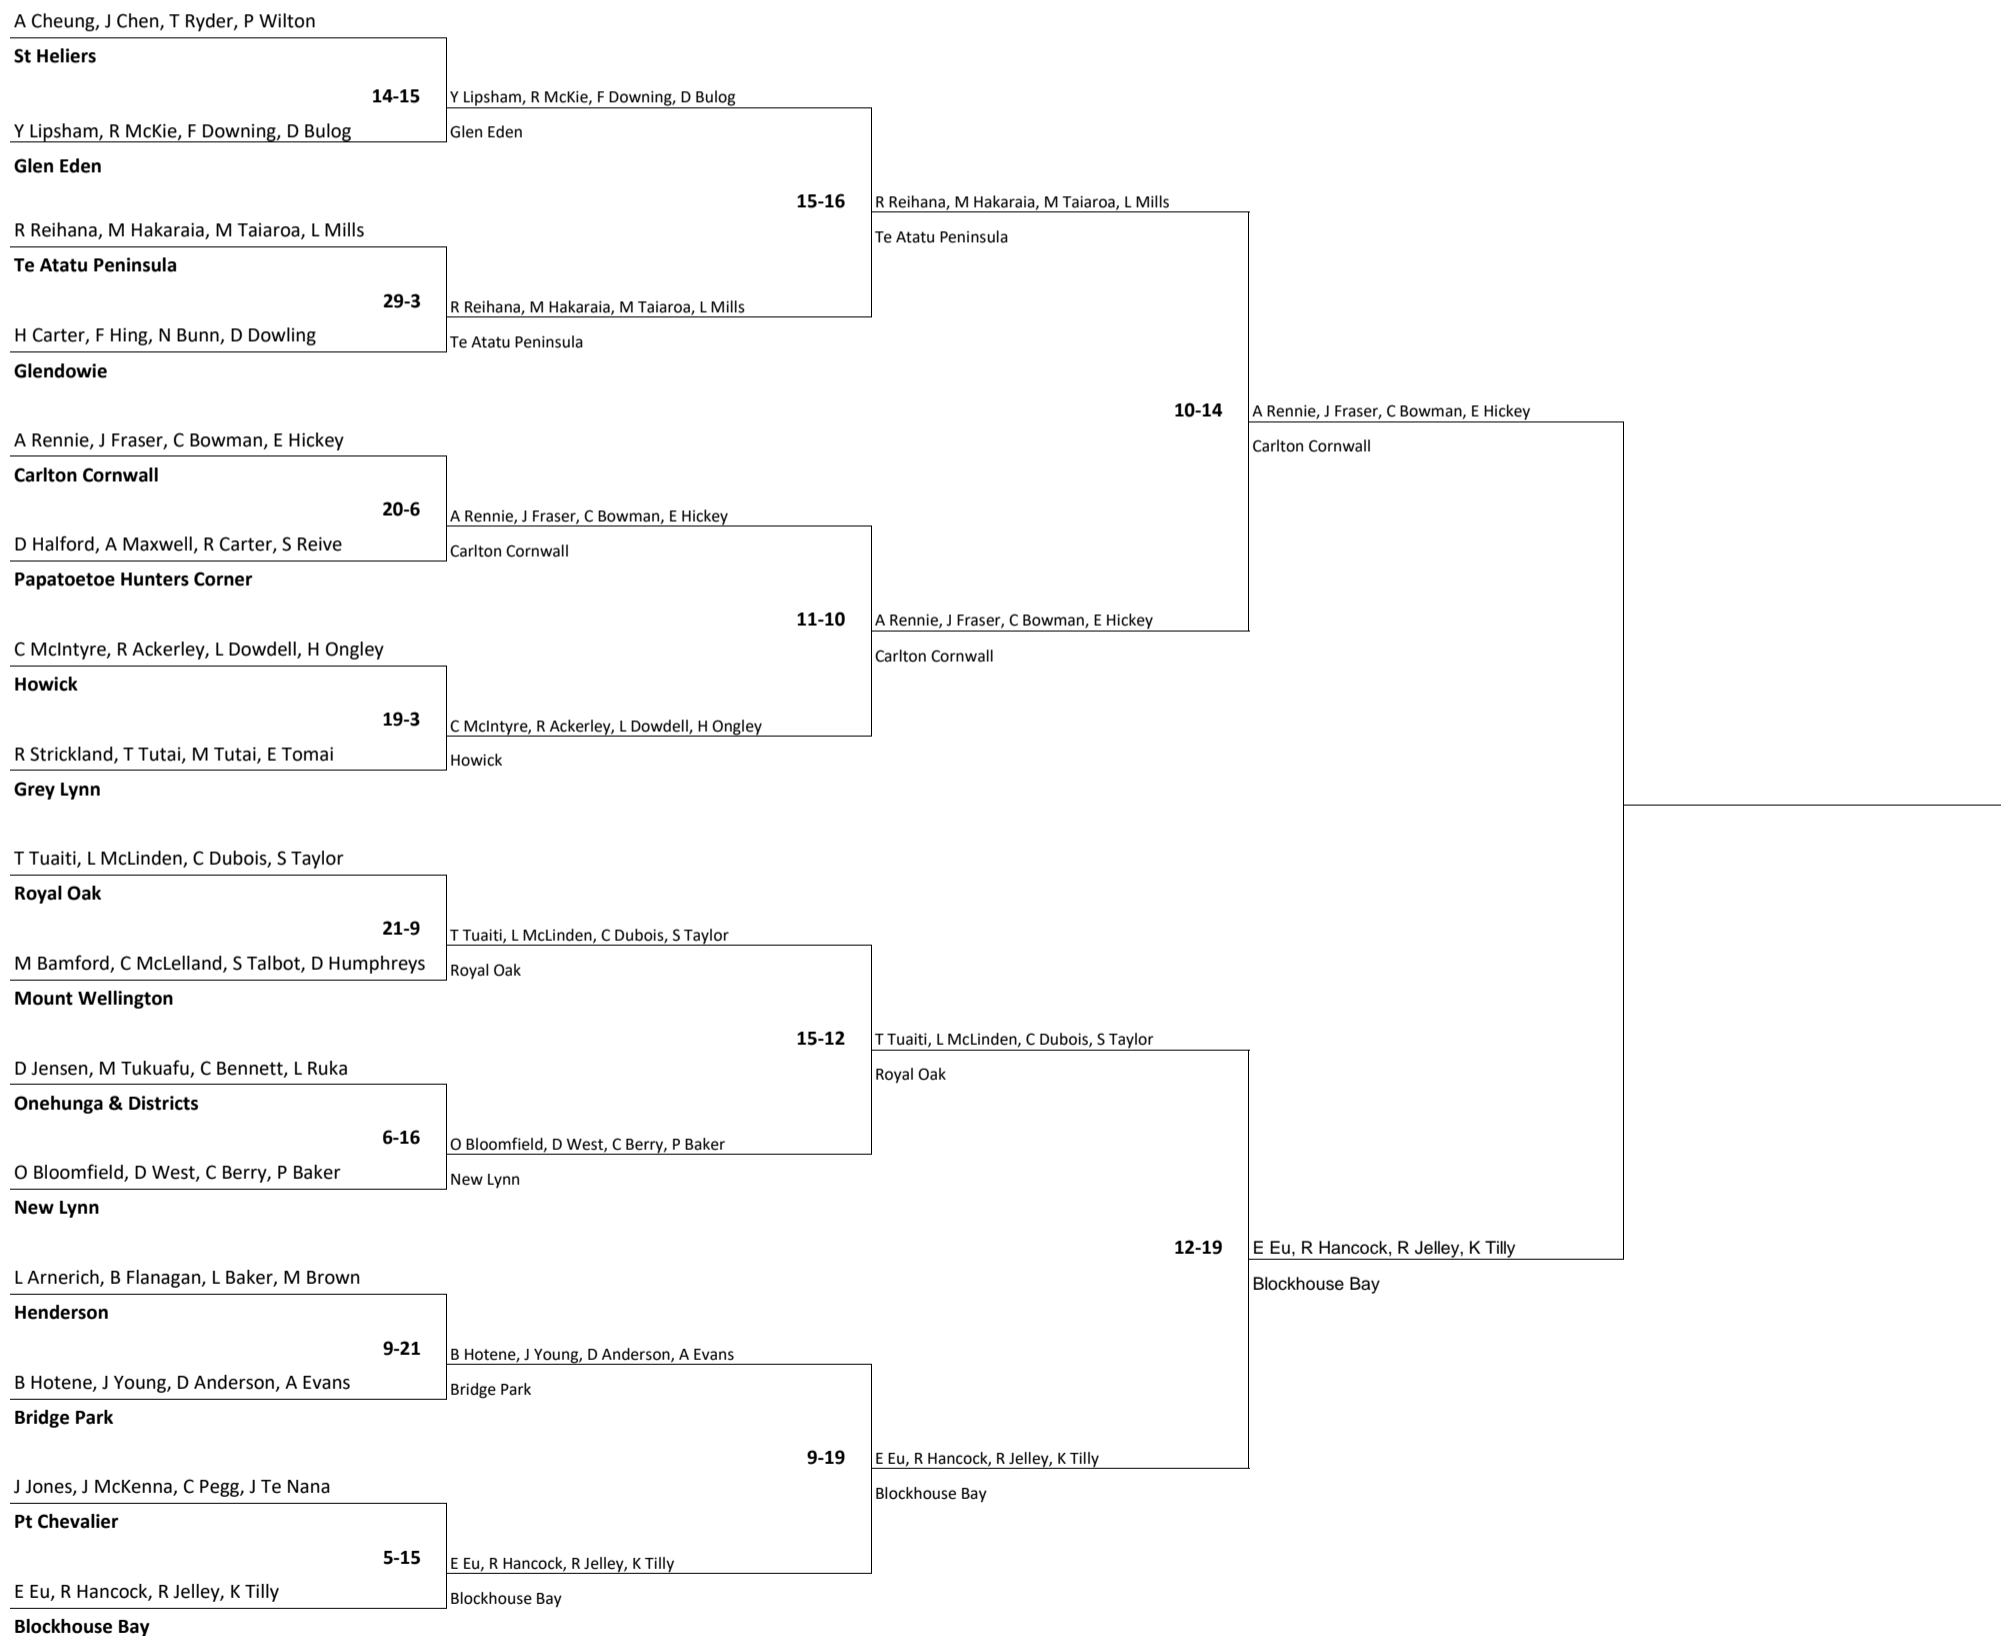 A Cheung, J Chen, T Ryder, P Wilton
St Heliers
14-15
Y Lipsham, R McKie, F Downing, D Bulog
Y Lipsham, R McKie, F Downing, D Bulog
Glen Eden
Glen Eden
15-16
R Reihana, M Hakaraia, M Taiaroa, L Mills
R Reihana, M Hakaraia, M Taiaroa, L Mills
Te Atatu Peninsula
Te Atatu Peninsula
29-3
R Reihana, M Hakaraia, M Taiaroa, L Mills
H Carter, F Hing, N Bunn, D Dowling
Te Atatu Peninsula
Glendowie
10-14
A Rennie, J Fraser, C Bowman, E Hickey
A Rennie, J Fraser, C Bowman, E Hickey
Carlton Cornwall
Carlton Cornwall
20-6
A Rennie, J Fraser, C Bowman, E Hickey
D Halford, A Maxwell, R Carter, S Reive
Carlton Cornwall
Papatoetoe Hunters Corner
11-10
A Rennie, J Fraser, C Bowman, E Hickey
C McIntyre, R Ackerley, L Dowdell, H Ongley
Carlton Cornwall
Howick
19-3
C McIntyre, R Ackerley, L Dowdell, H Ongley
R Strickland, T Tutai, M Tutai, E Tomai
Howick
Grey Lynn
T Tuaiti, L McLinden, C Dubois, S Taylor
Royal Oak
21-9
T Tuaiti, L McLinden, C Dubois, S Taylor
M Bamford, C McLelland, S Talbot, D Humphreys
Royal Oak
Mount Wellington
15-12
T Tuaiti, L McLinden, C Dubois, S Taylor
D Jensen, M Tukuafu, C Bennett, L Ruka
Royal Oak
Onehunga & Districts
6-16
O Bloomfield, D West, C Berry, P Baker
O Bloomfield, D West, C Berry, P Baker
New Lynn
New Lynn
12-19
E Eu, R Hancock, R Jelley, K Tilly
L Arnerich, B Flanagan, L Baker, M Brown
Blockhouse Bay
Henderson
9-21
B Hotene, J Young, D Anderson, A Evans
B Hotene, J Young, D Anderson, A Evans
Bridge Park
Bridge Park
9-19
E Eu, R Hancock, R Jelley, K Tilly
J Jones, J McKenna, C Pegg, J Te Nana
Blockhouse Bay
Pt Chevalier
5-15
E Eu, R Hancock, R Jelley, K Tilly
E Eu, R Hancock, R Jelley, K Tilly
Blockhouse Bay
Blockhouse Bay